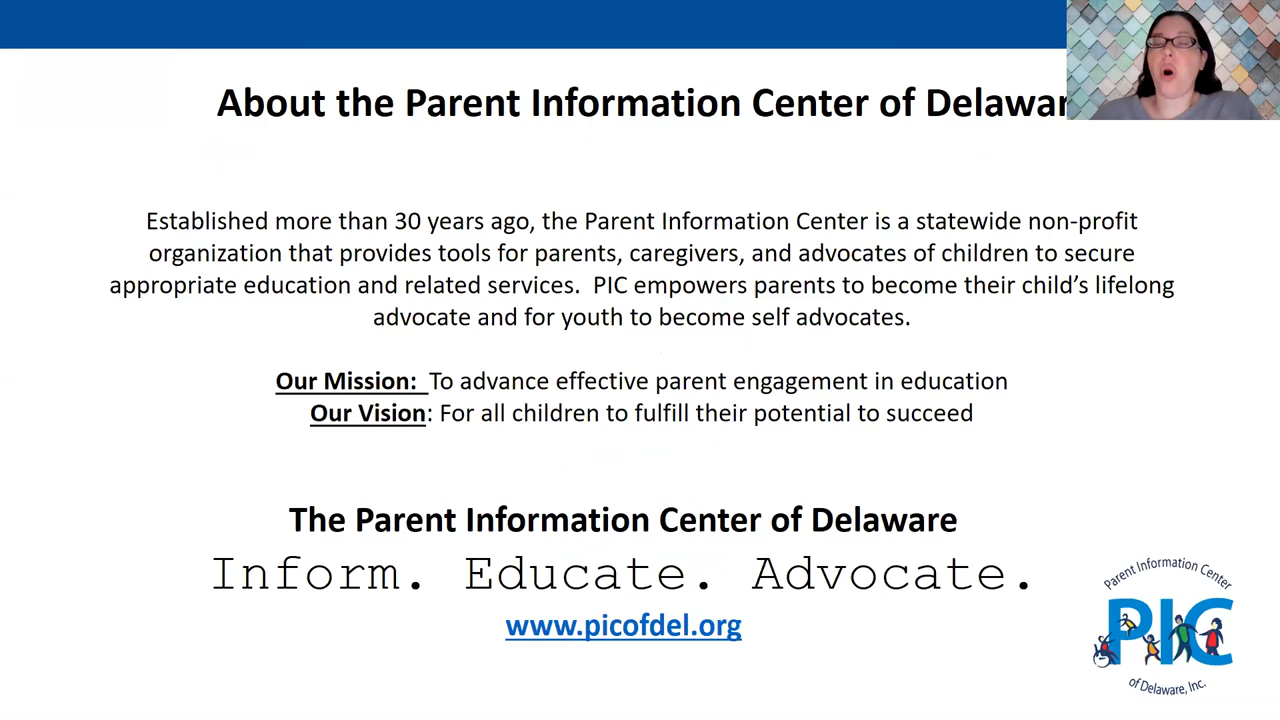 About the Parent Information Center of Delawar
Established more than 30 years ago, the Parent Information Center is a statewide non-profit
organization that provides tools for parents, caregivers, and advocates of children to secure
appropriate education and related services.  PIC empowers parents to become their child’s lifelong
advocate and for youth to become self advocates.
Our Mission:  To advance effective parent engagement in education
Our Vision: For all children to fulfill their potential to succeed
The Parent Information Center of Delaware
Inform. Educate. Advocate.
www.picofdel.org
Parent Information Center
PIC
of Delaware, Inc.